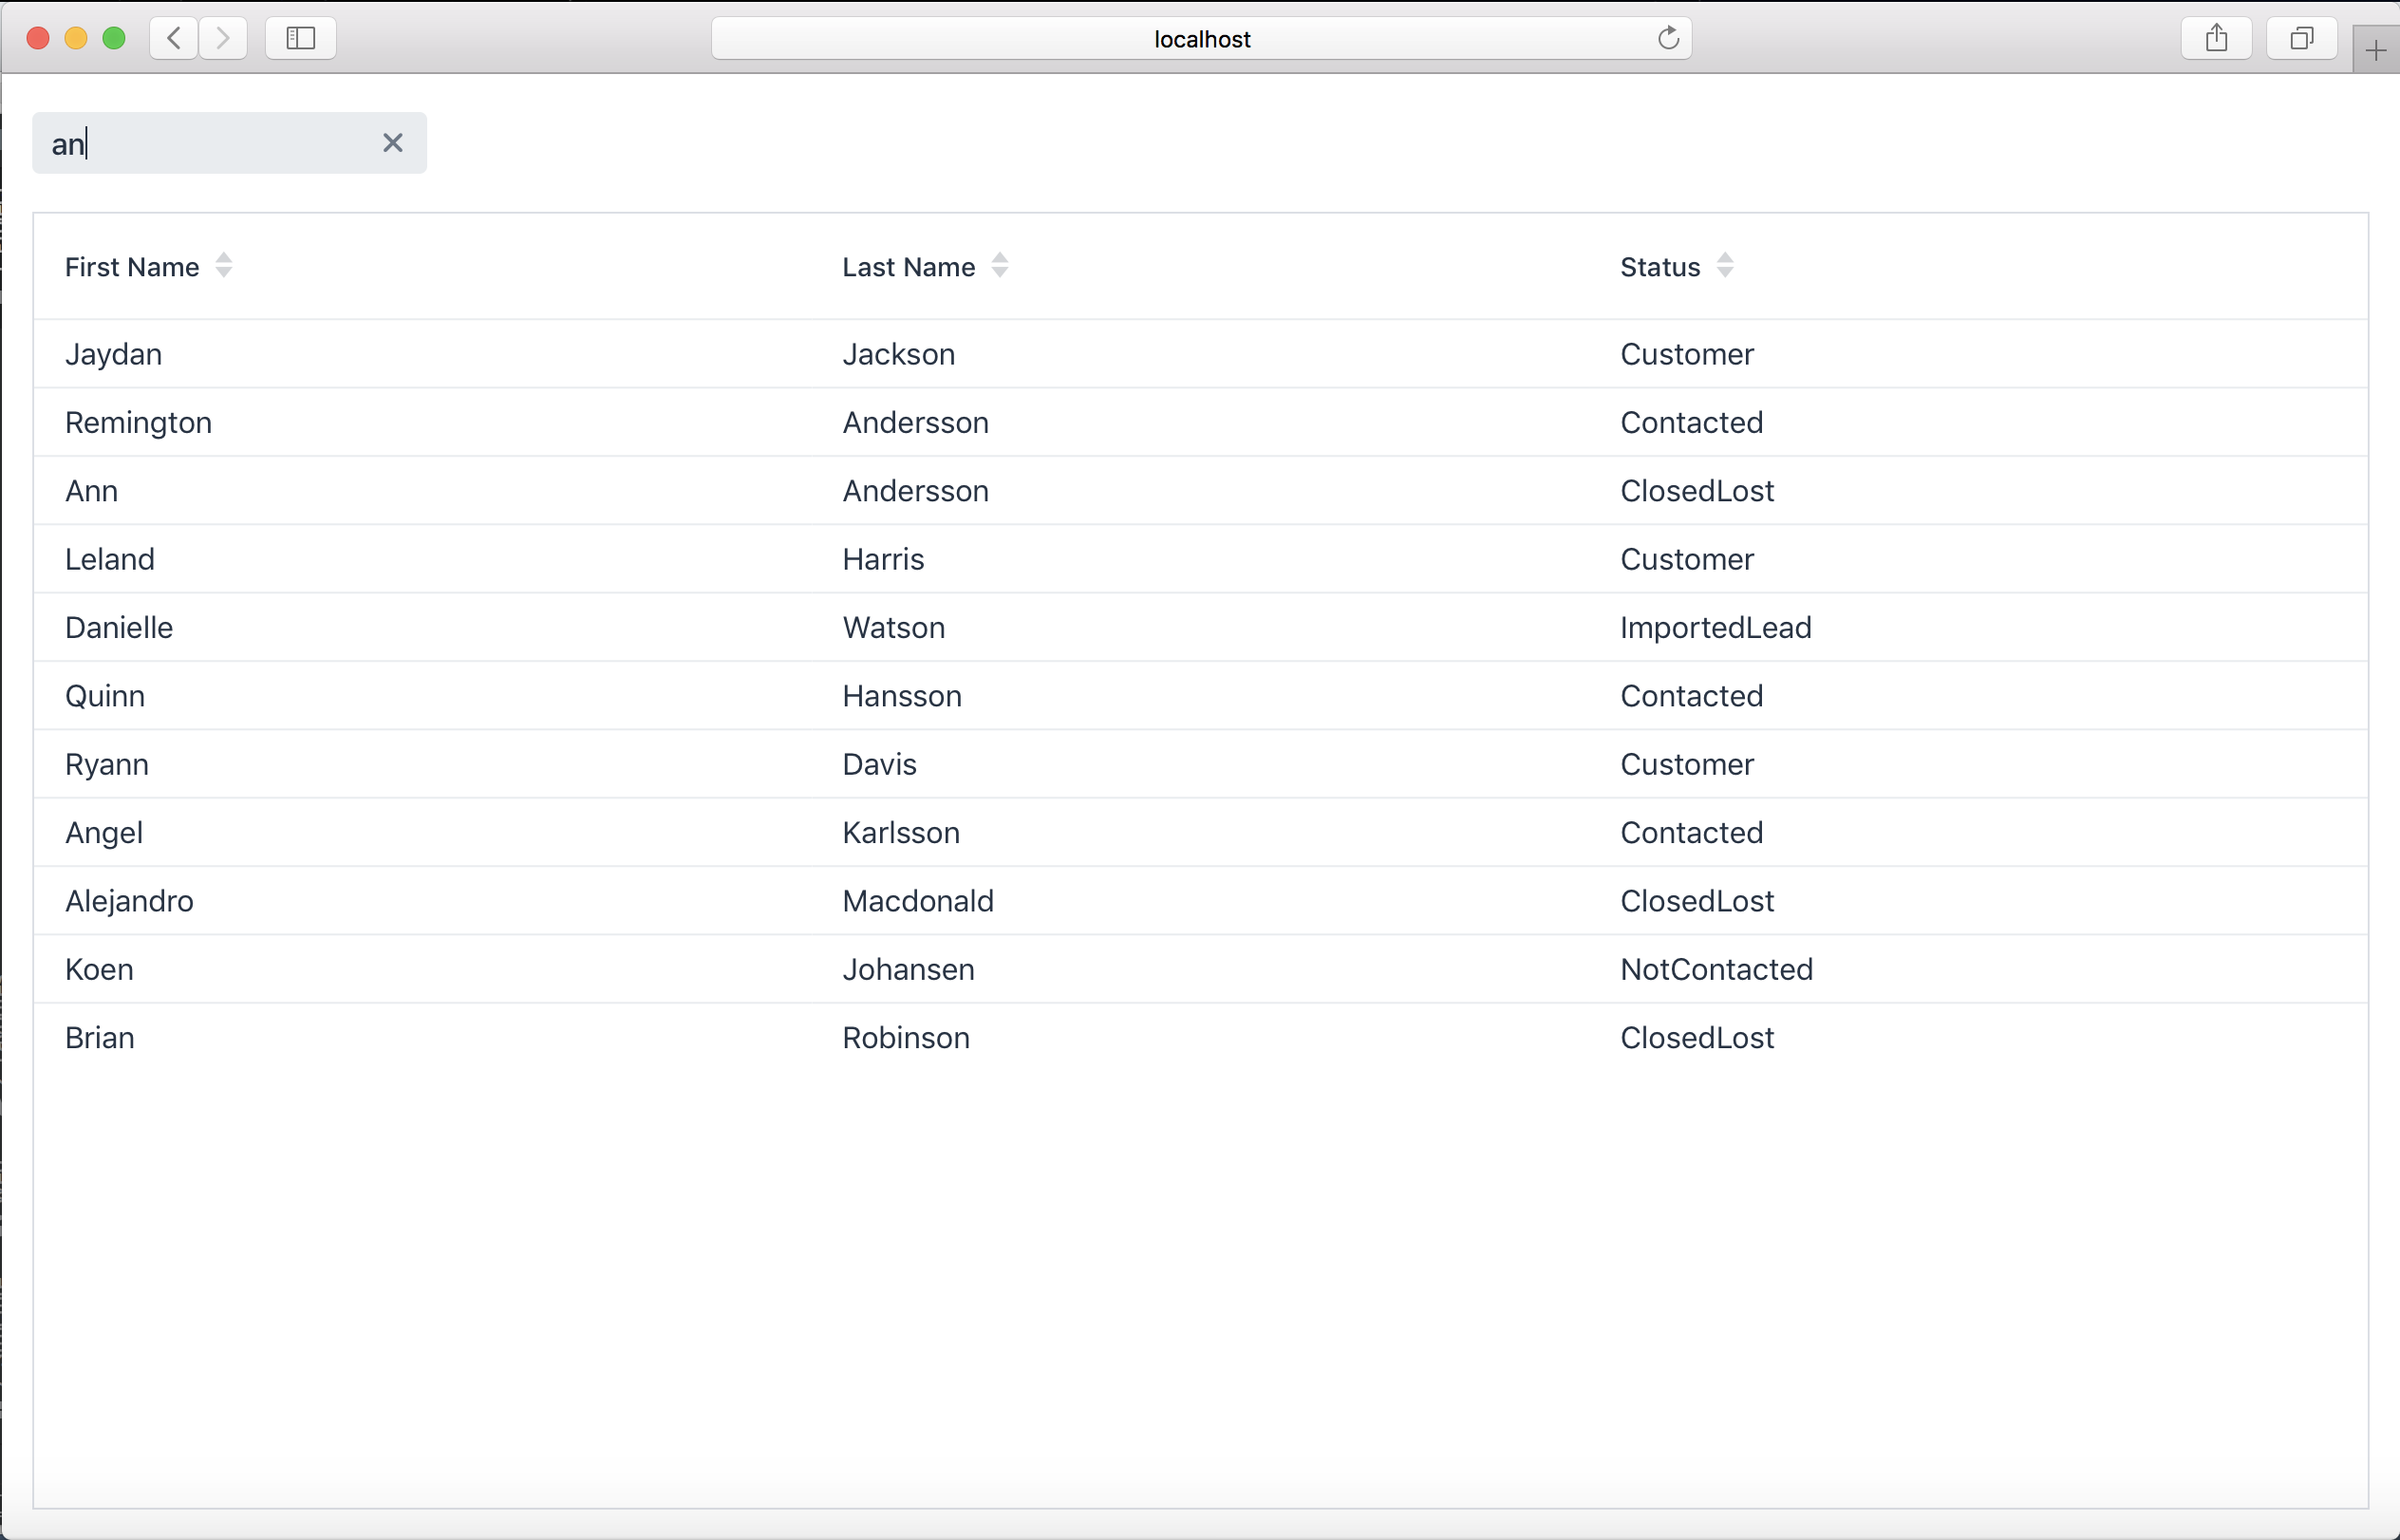 localhost
an
First Name Last Name Status
Jaydan Jackson Customer
Remington Andersson Contacted
Ann Andersson ClosedLost
Leland Harris Customer
Danielle Watson ImportedLead
Quinn Hansson Contacted
Ryann Davis Customer
Angel Karlsson Contacted
Alejandro Macdonald ClosedLost
Koen Johansen NotContacted
Brian Robinson ClosedLost